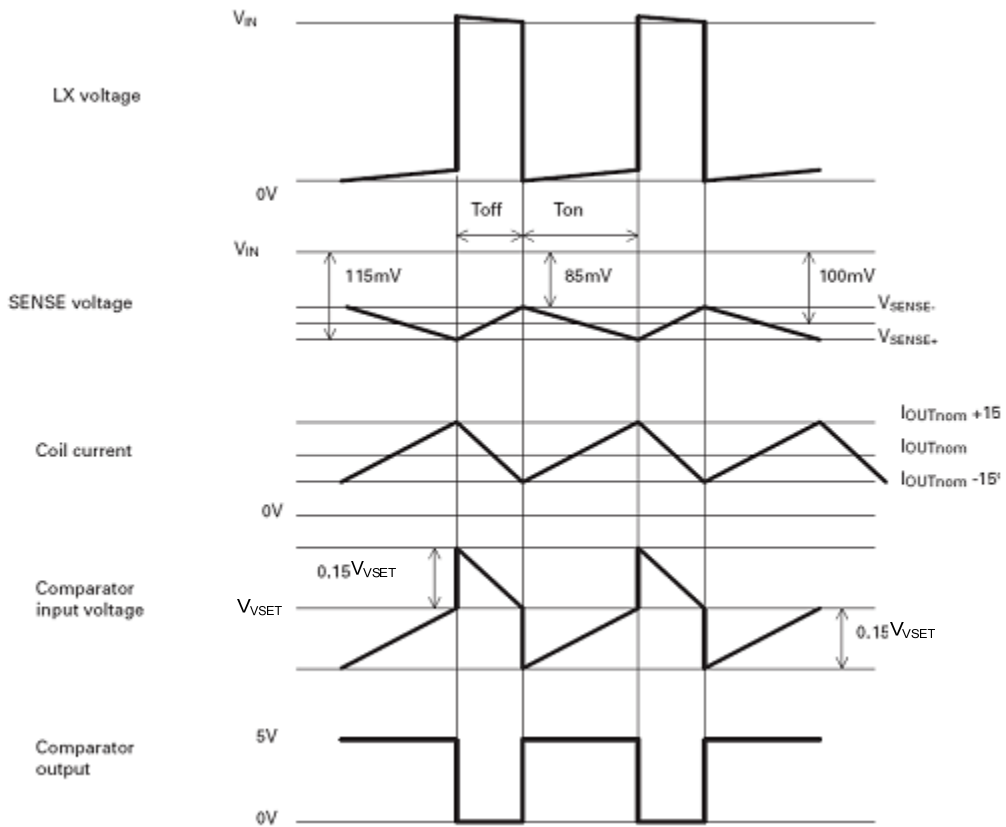 VIN
LX voltage
0V
Toff Ton
VIN
115mV 85mV 100mV
SENSE voltage
VSENSE-
VSENSE+
IOUTnom +15
Coil current
IOUTnom
IOUTnom -15
0V
0.15VVSET
Comparator
input voltage
VVSET
0.15VVSET
5V
Comparator
output
0V